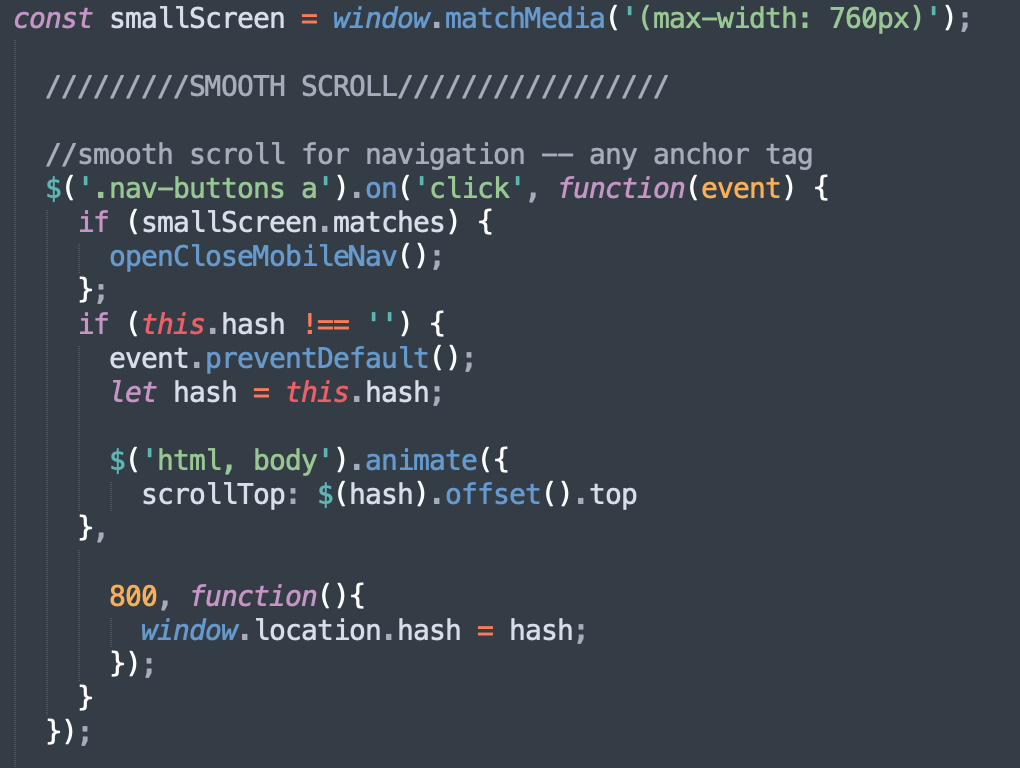 const smallScreen = window.matchMedia('(max-width: 760px)');
/////////SMOOTH SCROLL/////////////////
//smooth scroll for navigation -- any anchor tag
$('.nav-buttons a').on('click', function(event) {
if (smallScreen.matches) {
openCloseMobileNav();
};
if (this.hash !== '') {
event.preventDefault();
let hash = this.hash;
$('html, body').animate({
scrollTop: $(hash).offset().top
},
800, function(){
window.location.hash = hash;
});
}
});